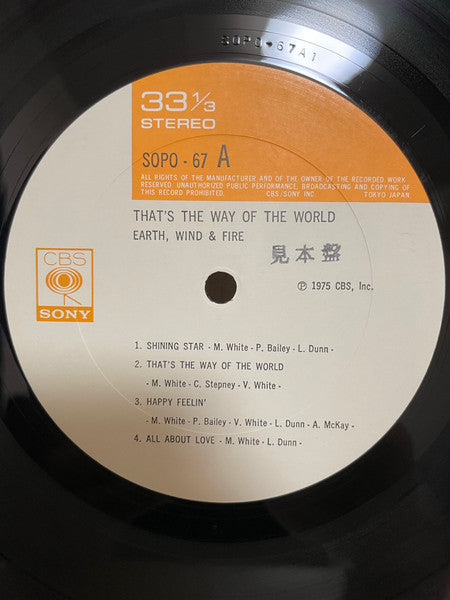 SOPO-67A1
33 1/3
STEREO
SOPO - 67 A
ALL RIGHTS OF THE MANUFACTURER AND OF THE OWNER OF THE RECORDED WORK
RESERVED. UNAUTHORIZED PUBLIC PERFORMANCE, BROADCASTING AND COPYING OF
THIS RECORD PROHIBITED. CBS/SONY INC. TOKYO JAPAN
THAT'S THE WAY OF THE WORLD
EARTH, WIND & FIRE
見本盤
CBS
SONY
Ⓟ 1975 CBS, Inc.
1. SHINING STAR - M. White - P. Bailey - L. Dunn -
2. THAT'S THE WAY OF THE WORLD
- M. White - C. Stepney - V. White -
3. HAPPY FEELIN'
- M. White - P. Bailey - V. White - L. Dunn - A. McKay -
4. ALL ABOUT LOVE - M. White - L. Dunn -